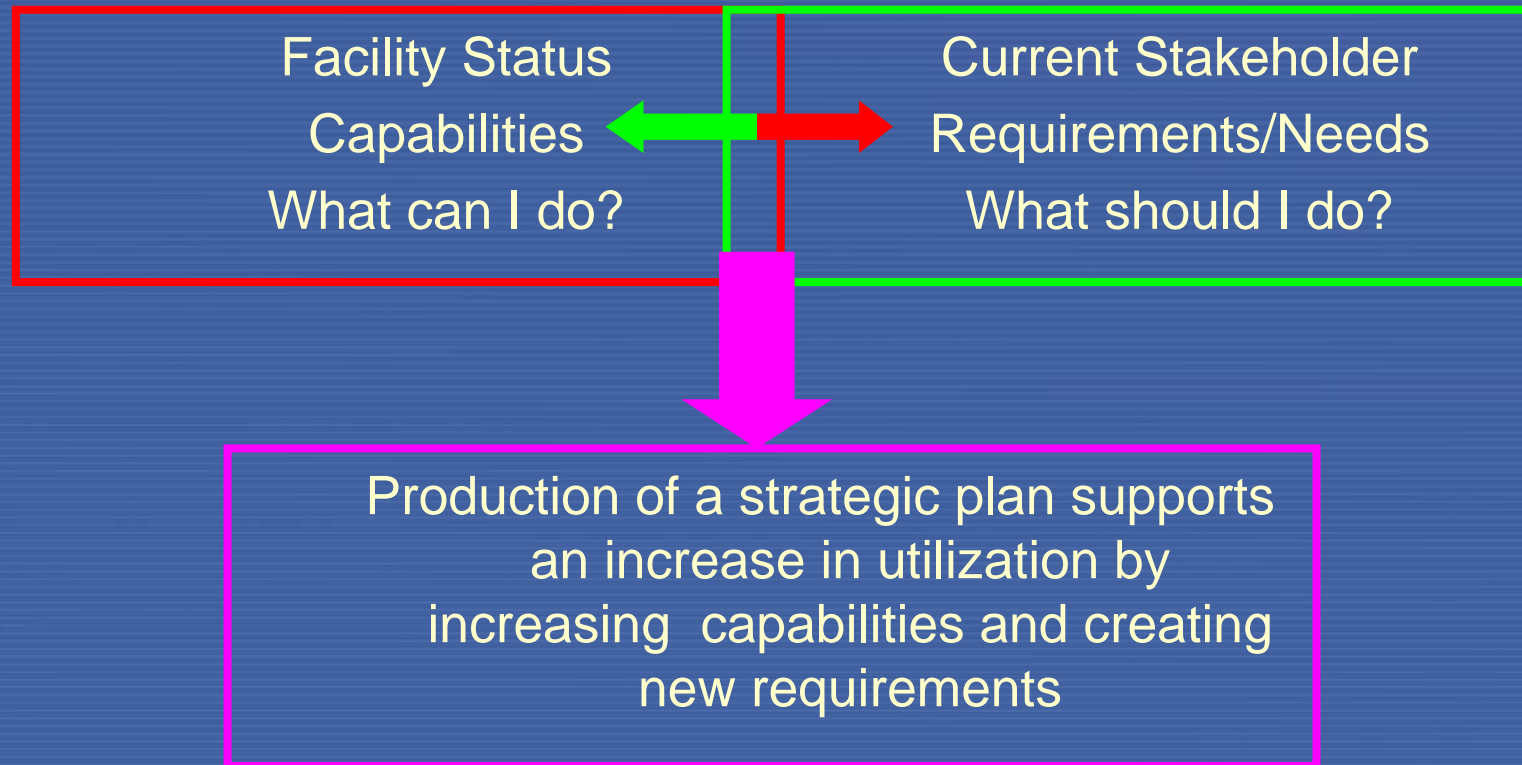 Facility Status
Capabilities
What can I do?
Current Stakeholder
Requirements/Needs
What should I do?
Production of a strategic plan supports
an increase in utilization by
increasing capabilities and creating
new requirements